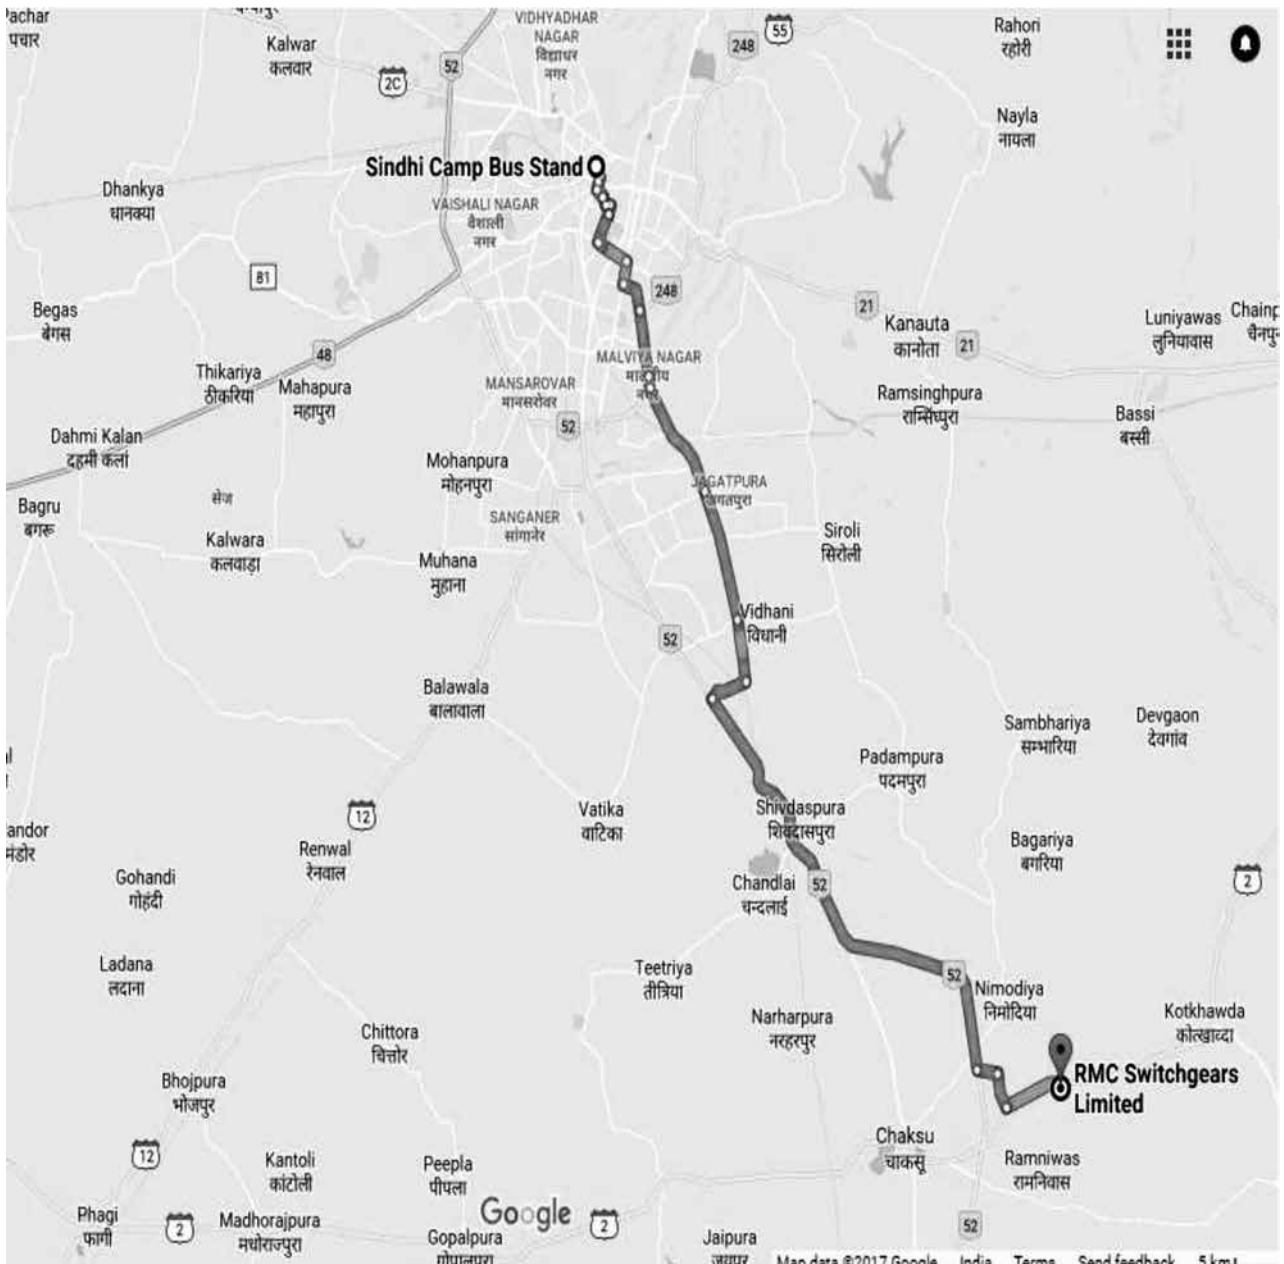 VIDHYADHAR
NAGAR
विद्याधर
नगर
55
248
Rahori
रहोरी
पचार
Kalwar
कलवार
52
2C
Nayla
नायला
Sindhi Camp Bus Stand
Dhankya
धानक्या
VAISHALI NAGAR
वैशाली
नगर
81
248
21
Begas
बेगस
Kanauta
कानोता
21
Luniyawas
लुनियावास
48
Thikariya
ठीकरिया
Mahapura
महापुरा
MALVIYA NAGAR
MANSAROVAR
मानसरोवर
52
Ramsinghpura
Bassi
बस्सी
Dahmi Kalan
दहमी कलां
Mohanpura
मोहनपुरा
JAGATPURA
Bagru
बगरू
सेज
SANGANER
सांगानेर
Siroli
सिरोली
Kalwara
कलवाड़ा
Muhana
मुहाना
Vidhani
विधानी
52
Balawala
बालावाला
Sambhariya
सम्भारिया
Devgaon
देवगांव
Padampura
पदमपुरा
Vatika
वाटिका
Shivdaspura
शिवदासपुरा
12
Renwal
रेनवाल
Bagariya
बगरिया
Gohandi
गोहंदी
Chandlai
चन्दलाई
52
2
Ladana
लदाना
Teetriya
तीत्रिया
52
Nimodiya
निमोदिया
Narharpura
नरहरपुर
Kotkhawda
Chittora
चित्तोर
RMC Switchgears
Limited
Bhojpura
भोजपुर
12
Chaksu
चाकसू
Ramniwas
रामनिवास
Kantoli
कांटोली
Peepla
पीपला
Phagi
फागी
2
Madhorajpura
मधोराज्पुरा
Google
2
Gopalpura
Jaipura
52
Map data ©2017 Google India Terms Send feedback 5 km